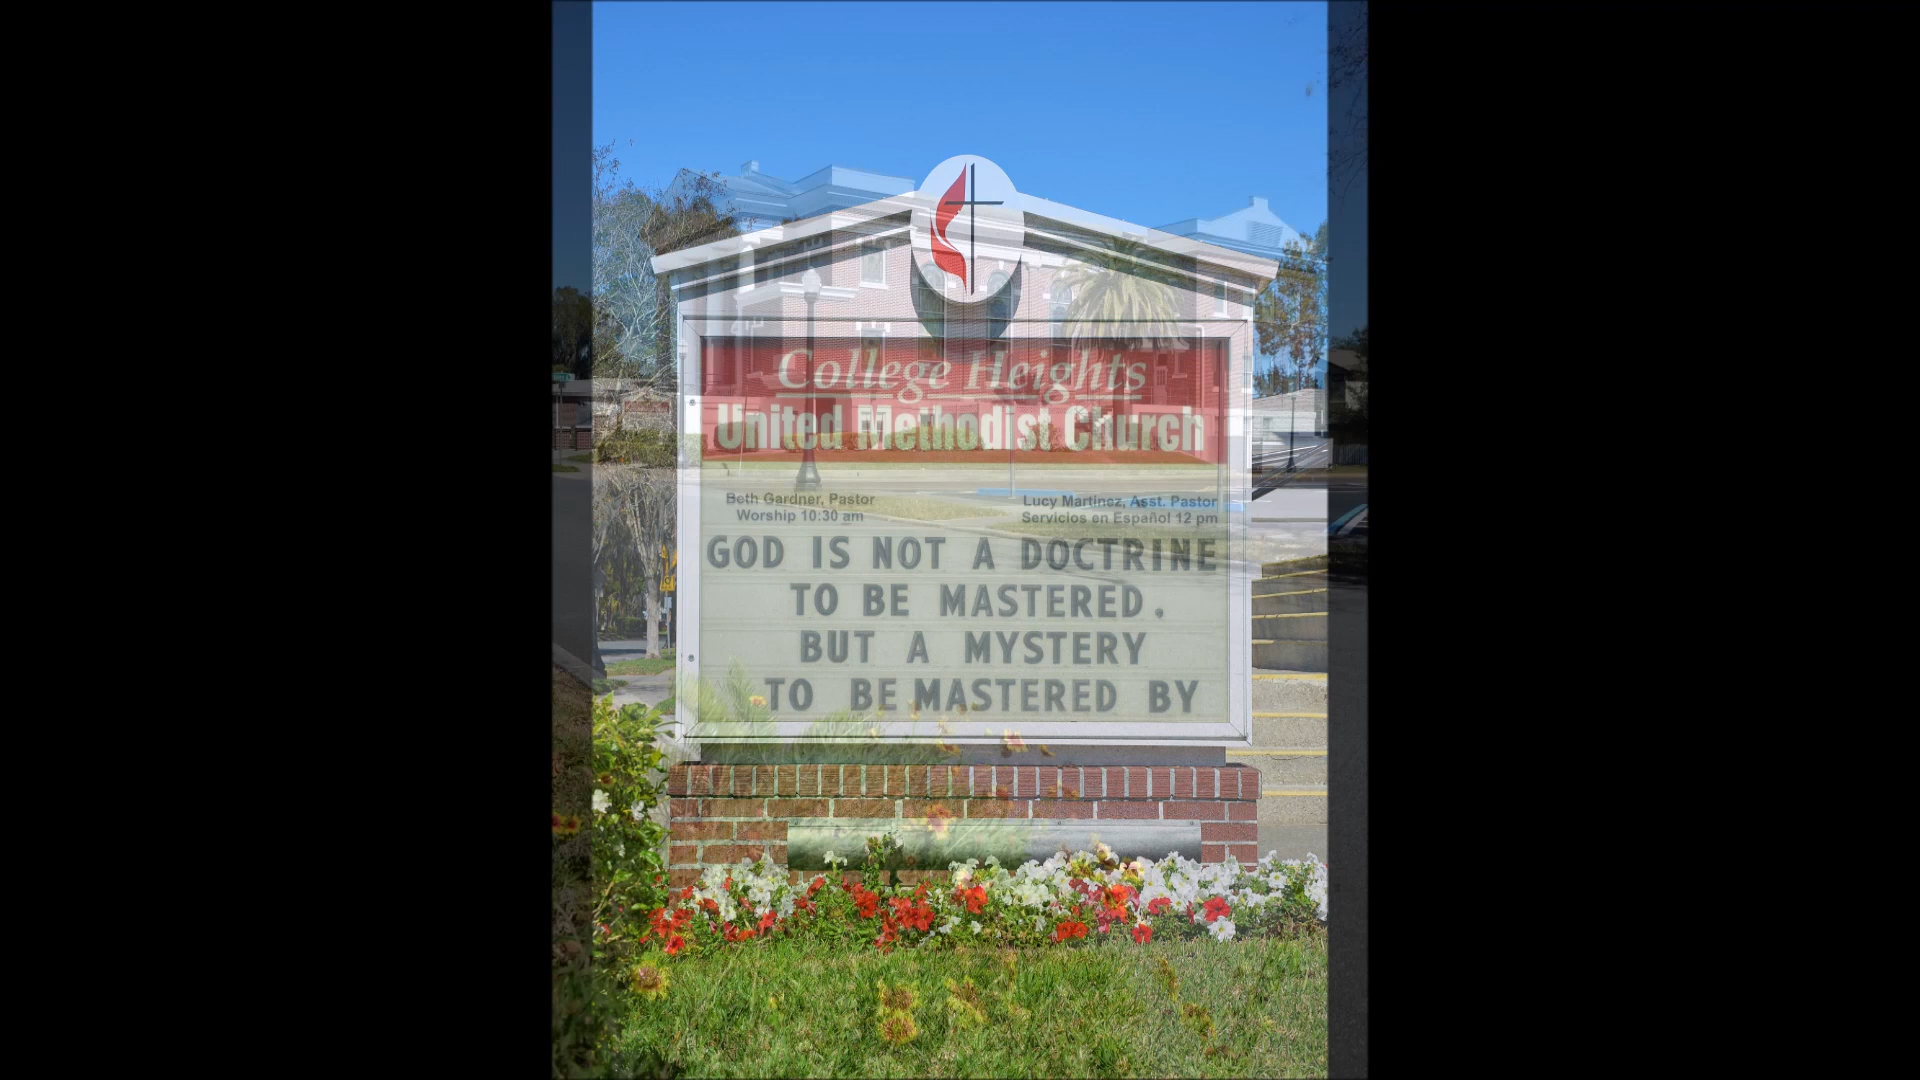 College Heights
United Methodist Church
Beth Gardner, Pastor
Worship 10:30 am
Lucy Martinez, Asst. Pastor
Servicios en Español 12 pm
GOD IS NOT A DOCTRINE
TO BE MASTERED.
BUT A MYSTERY
TO BE MASTERED BY